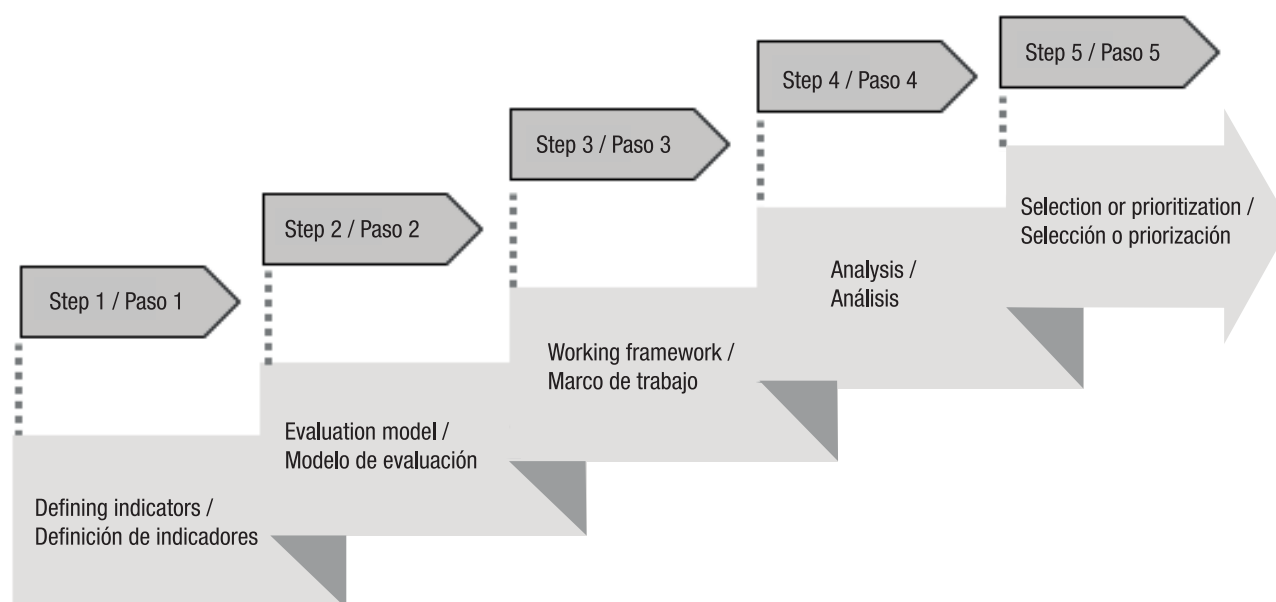 Step 1 / Paso 1
Defining indicators /
Definición de indicadores
Step 2 / Paso 2
Evaluation model /
Modelo de evaluación
Step 3 / Paso 3
Working framework /
Marco de trabajo
Step 4 / Paso 4
Analysis /
Análisis
Step 5 / Paso 5
Selection or prioritization /
Selección o priorización